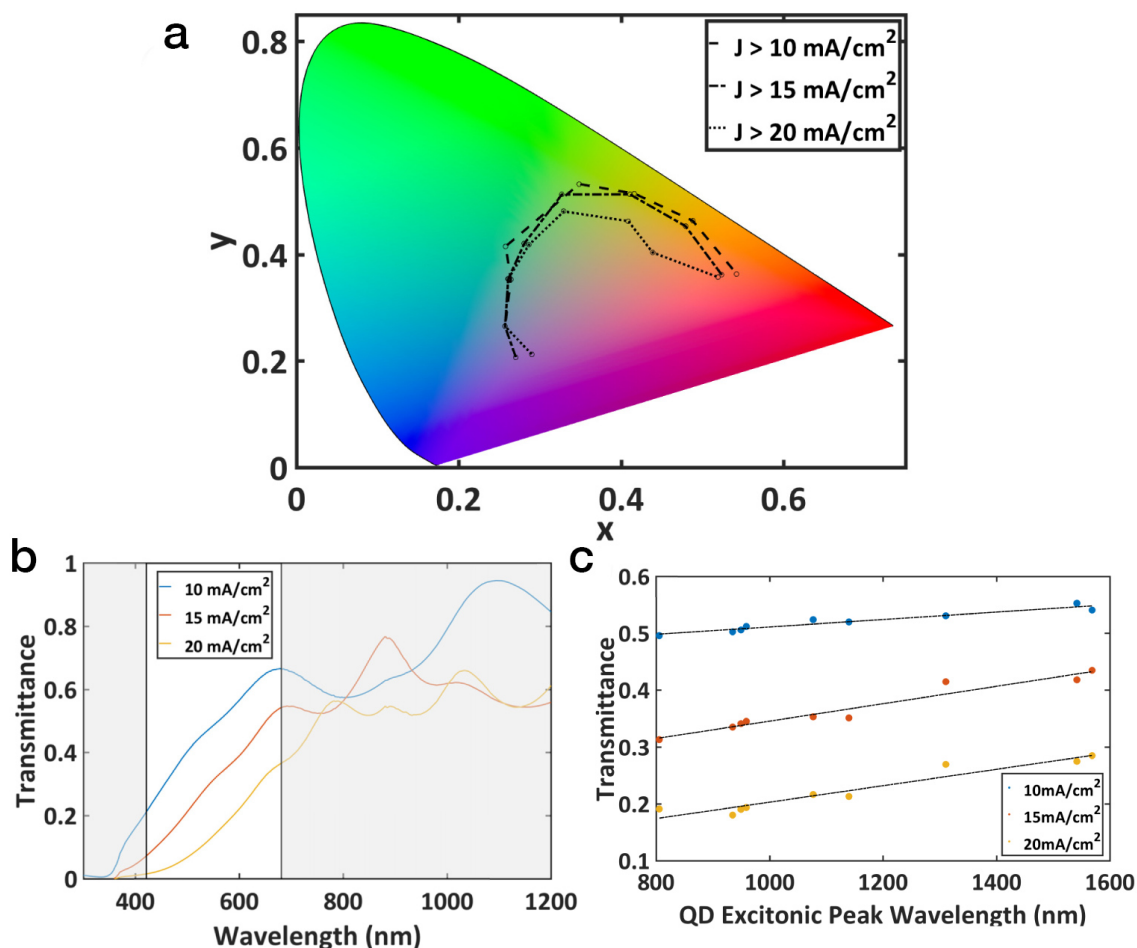 a
J > 10 mA/cm²
J > 15 mA/cm²
J > 20 mA/cm²
0.8
0.6
0.4
0.2
0
y
0 0.2 0.4 0.6
x
b
1
0.8
0.6
0.4
0.2
0
Transmittance
10 mA/cm²
15 mA/cm²
20 mA/cm²
400 600 800 1000 1200
Wavelength (nm)
c
0.6
0.5
0.4
0.3
0.2
0.1
Transmittance
10mA/cm²
15mA/cm²
20mA/cm²
800 1000 1200 1400 1600
QD Excitonic Peak Wavelength (nm)